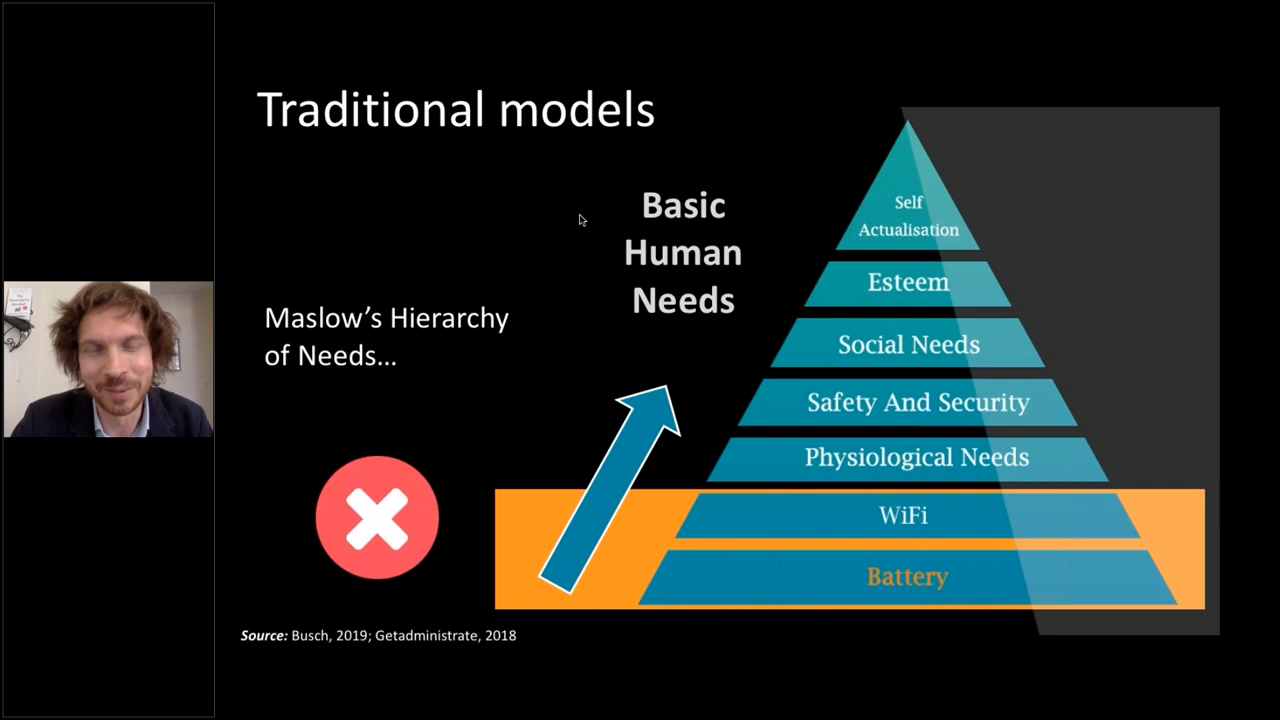 Traditional models
Basic
Human
Needs
Maslow’s Hierarchy
of Needs...
Self
Actualisation
Esteem
Social Needs
Safety And Security
Physiological Needs
WiFi
Battery
Source: Busch, 2019; Getadministrate, 2018